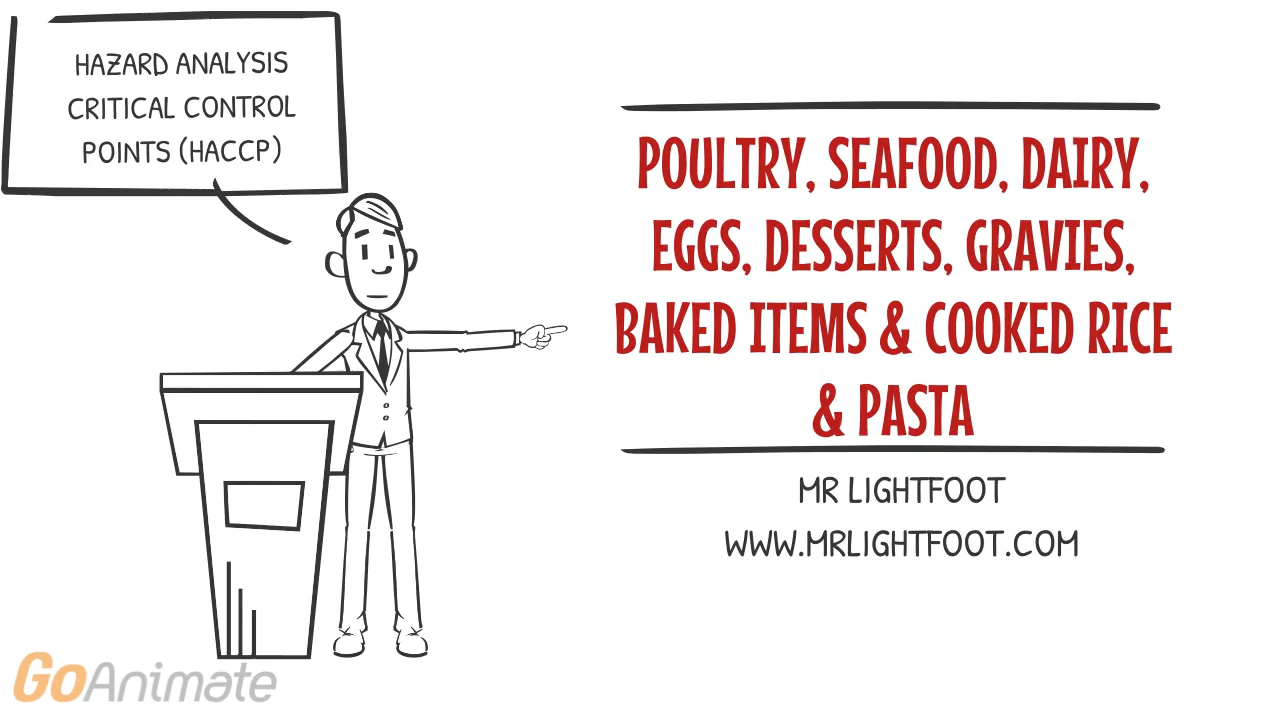 HAZARD ANALYSIS
CRITICAL CONTROL
POINTS (HACCP)
POULTRY, SEAFOOD, DAIRY,
EGGS, DESSERTS, GRAVIES,
BAKED ITEMS & COOKED RICE
& PASTA
MR LIGHTFOOT
WWW.MRLIGHTFOOT.COM
GoAnimate